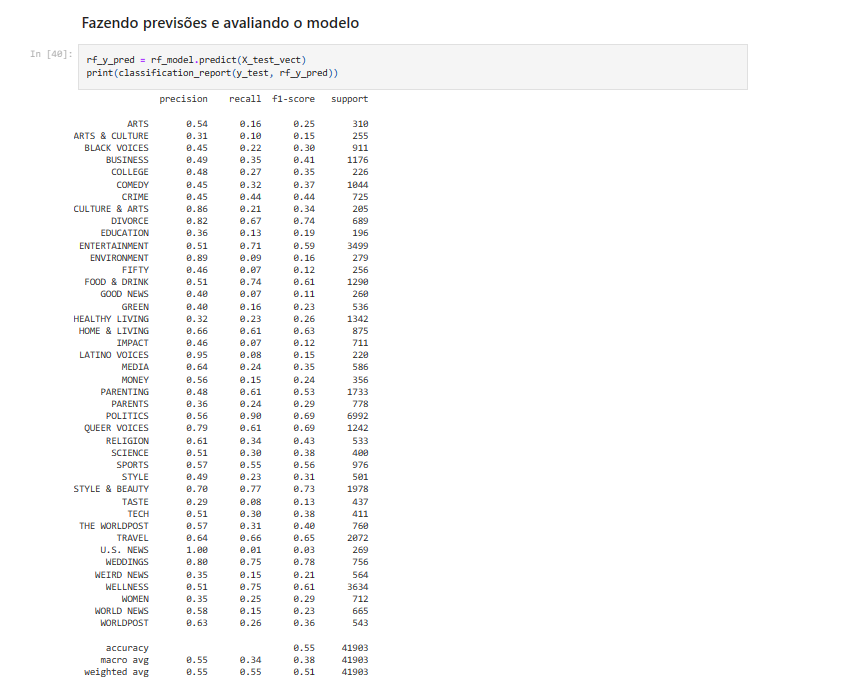 Fazendo previsões e avaliando o modelo
In [40]:
rf_y_pred = rf_model.predict(X_test_vect)
print(classification_report(y_test, rf_y_pred))
precision recall f1-score support
ARTS 0.54 0.16 0.25 310
ARTS & CULTURE 0.31 0.10 0.15 255
BLACK VOICES 0.45 0.22 0.30 911
BUSINESS 0.49 0.35 0.41 1176
COLLEGE 0.48 0.27 0.35 226
COMEDY 0.45 0.32 0.37 1044
CRIME 0.45 0.44 0.44 725
CULTURE & ARTS 0.86 0.21 0.34 205
DIVORCE 0.82 0.67 0.74 689
EDUCATION 0.36 0.13 0.19 196
ENTERTAINMENT 0.51 0.71 0.59 3499
ENVIRONMENT 0.89 0.09 0.16 279
FIFTY 0.46 0.07 0.12 256
FOOD & DRINK 0.51 0.74 0.61 1290
GOOD NEWS 0.40 0.07 0.11 260
GREEN 0.40 0.16 0.23 536
HEALTHY LIVING 0.32 0.23 0.26 1342
HOME & LIVING 0.66 0.61 0.63 875
IMPACT 0.46 0.07 0.12 711
LATINO VOICES 0.95 0.08 0.15 220
MEDIA 0.64 0.24 0.35 586
MONEY 0.56 0.15 0.24 356
PARENTING 0.48 0.61 0.53 1733
PARENTS 0.36 0.24 0.29 778
POLITICS 0.56 0.90 0.69 6992
QUEER VOICES 0.79 0.61 0.69 1242
RELIGION 0.61 0.34 0.43 533
SCIENCE 0.51 0.30 0.38 400
SPORTS 0.57 0.55 0.56 976
STYLE 0.49 0.23 0.31 501
STYLE & BEAUTY 0.70 0.77 0.73 1978
TASTE 0.29 0.08 0.13 437
TECH 0.51 0.30 0.38 411
THE WORLDPOST 0.57 0.31 0.40 760
TRAVEL 0.64 0.66 0.65 2072
U.S. NEWS 1.00 0.01 0.03 269
WEDDINGS 0.80 0.75 0.78 756
WEIRD NEWS 0.35 0.15 0.21 564
WELLNESS 0.51 0.75 0.61 3634
WOMEN 0.35 0.25 0.29 712
WORLD NEWS 0.58 0.15 0.23 665
WORLDPOST 0.63 0.26 0.36 543
accuracy 0.55 41903
macro avg 0.55 0.34 0.38 41903
weighted avg 0.55 0.55 0.51 41903